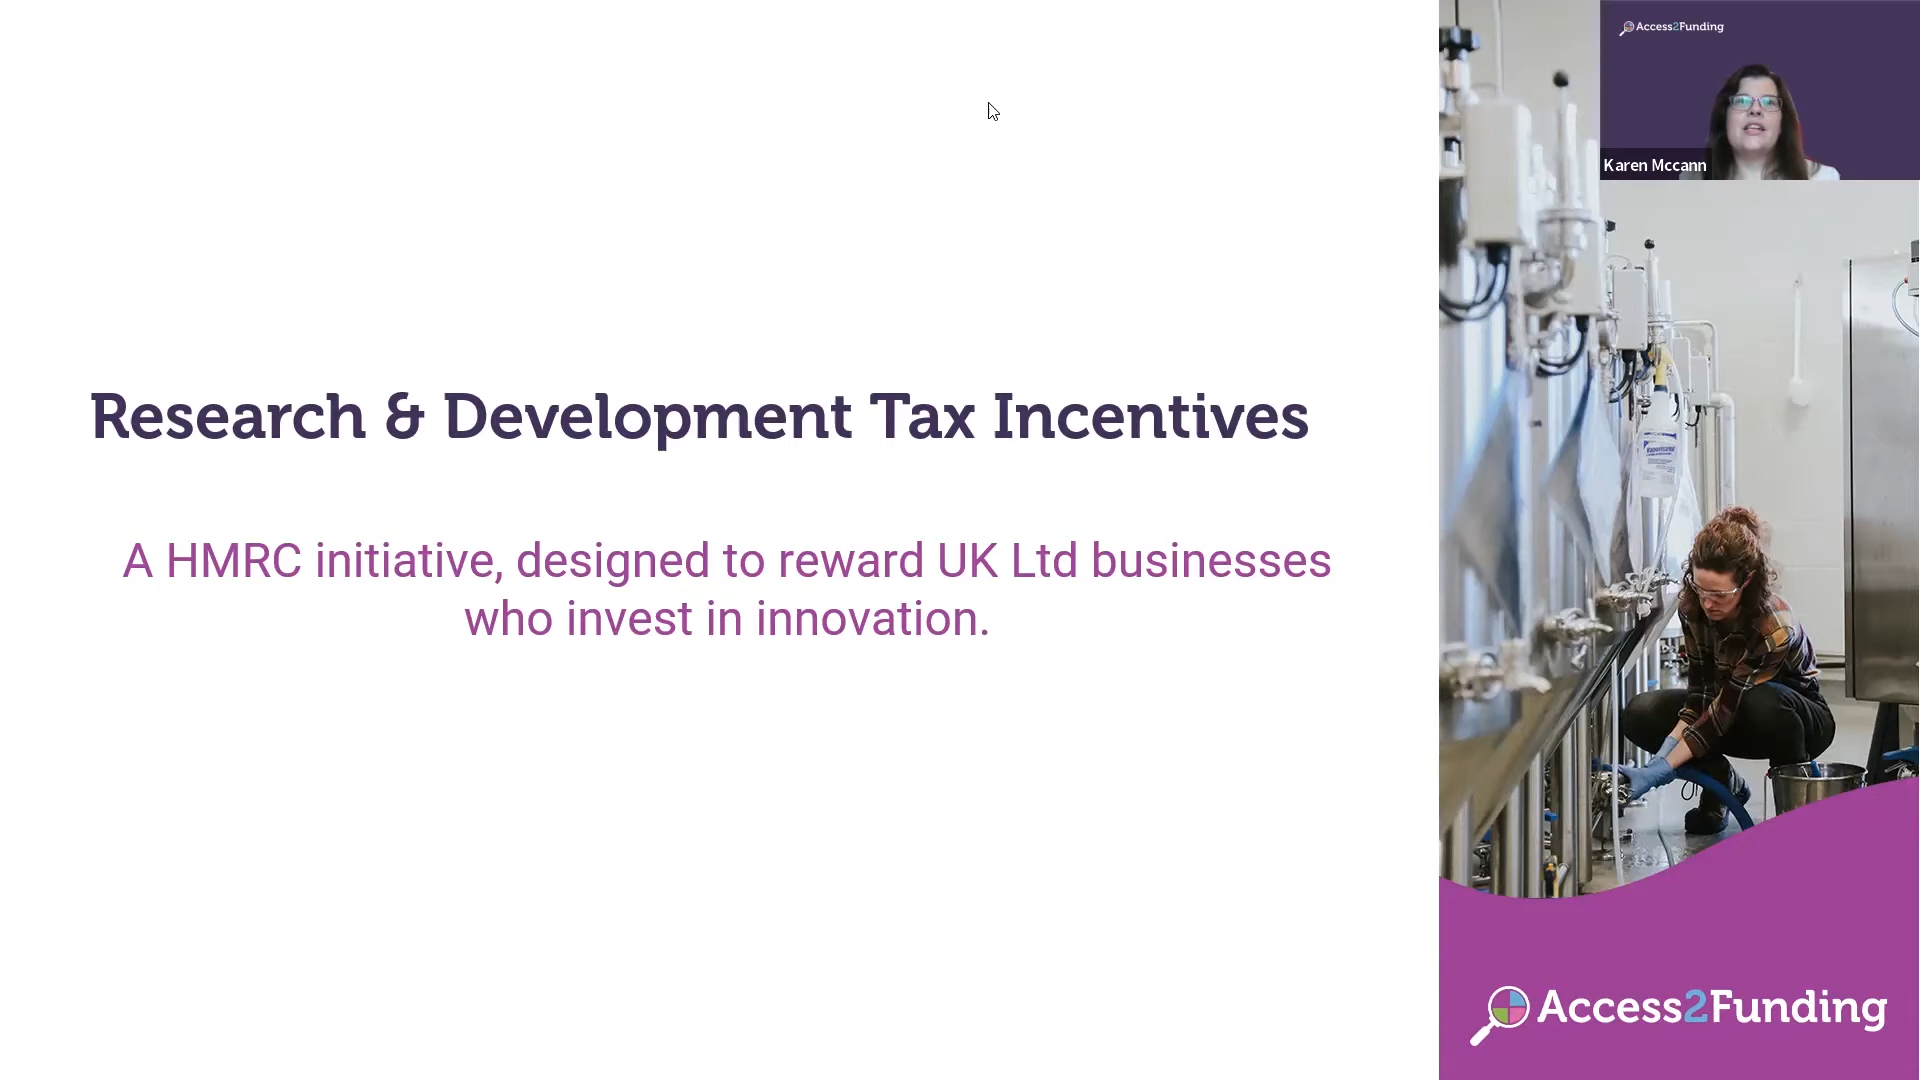 Access2Funding
Karen Mccann
Research & Development Tax Incentives
A HMRC initiative, designed to reward UK Ltd businesses
who invest in innovation.
Access2Funding